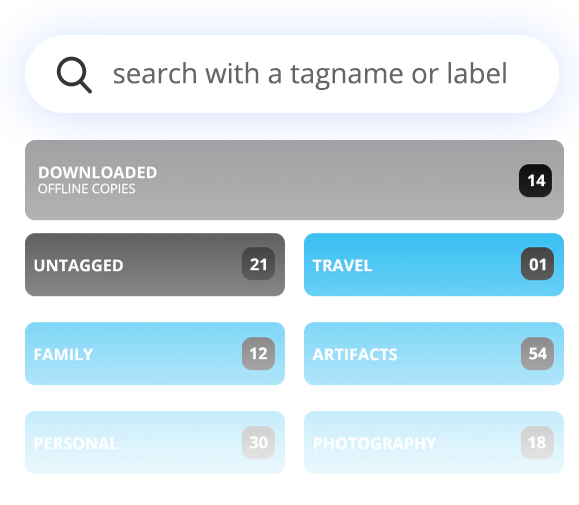 search with a tagname or label
DOWNLOADED
OFFLINE COPIES
14
UNTAGGED
21
TRAVEL
01
FAMILY
12
ARTIFACTS
54
PERSONAL
30
PHOTOGRAPHY
18